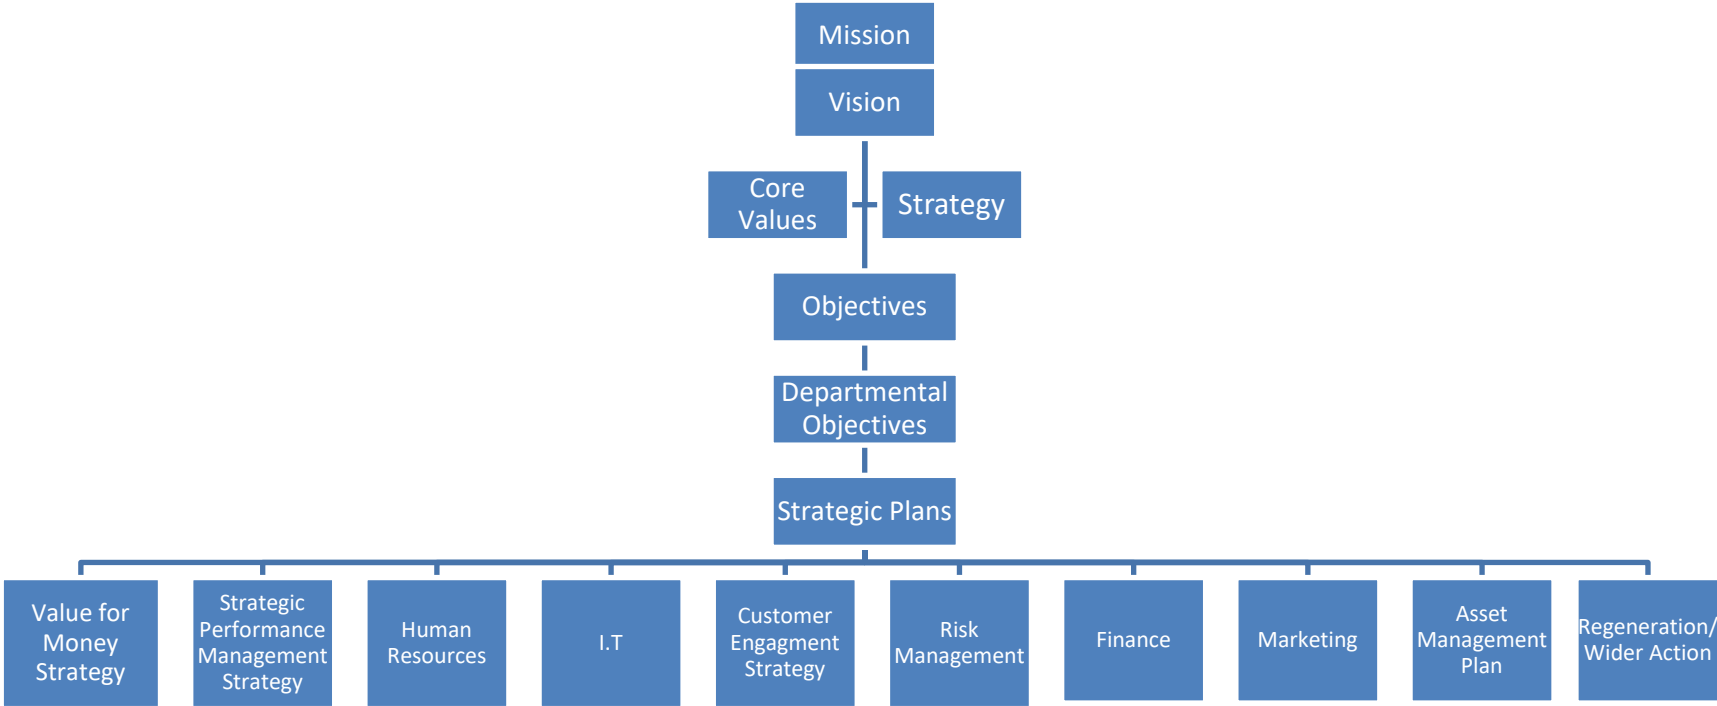 Mission
Vision
Core
Values
Strategy
Objectives
Departmental
Objectives
Strategic Plans
Value for
Money
Strategy
Strategic
Performance
Management
Strategy
Human
Resources
I.T
Customer
Engagment
Strategy
Risk
Management
Finance
Marketing
Asset
Management
Plan
Regeneration/
Wider Action